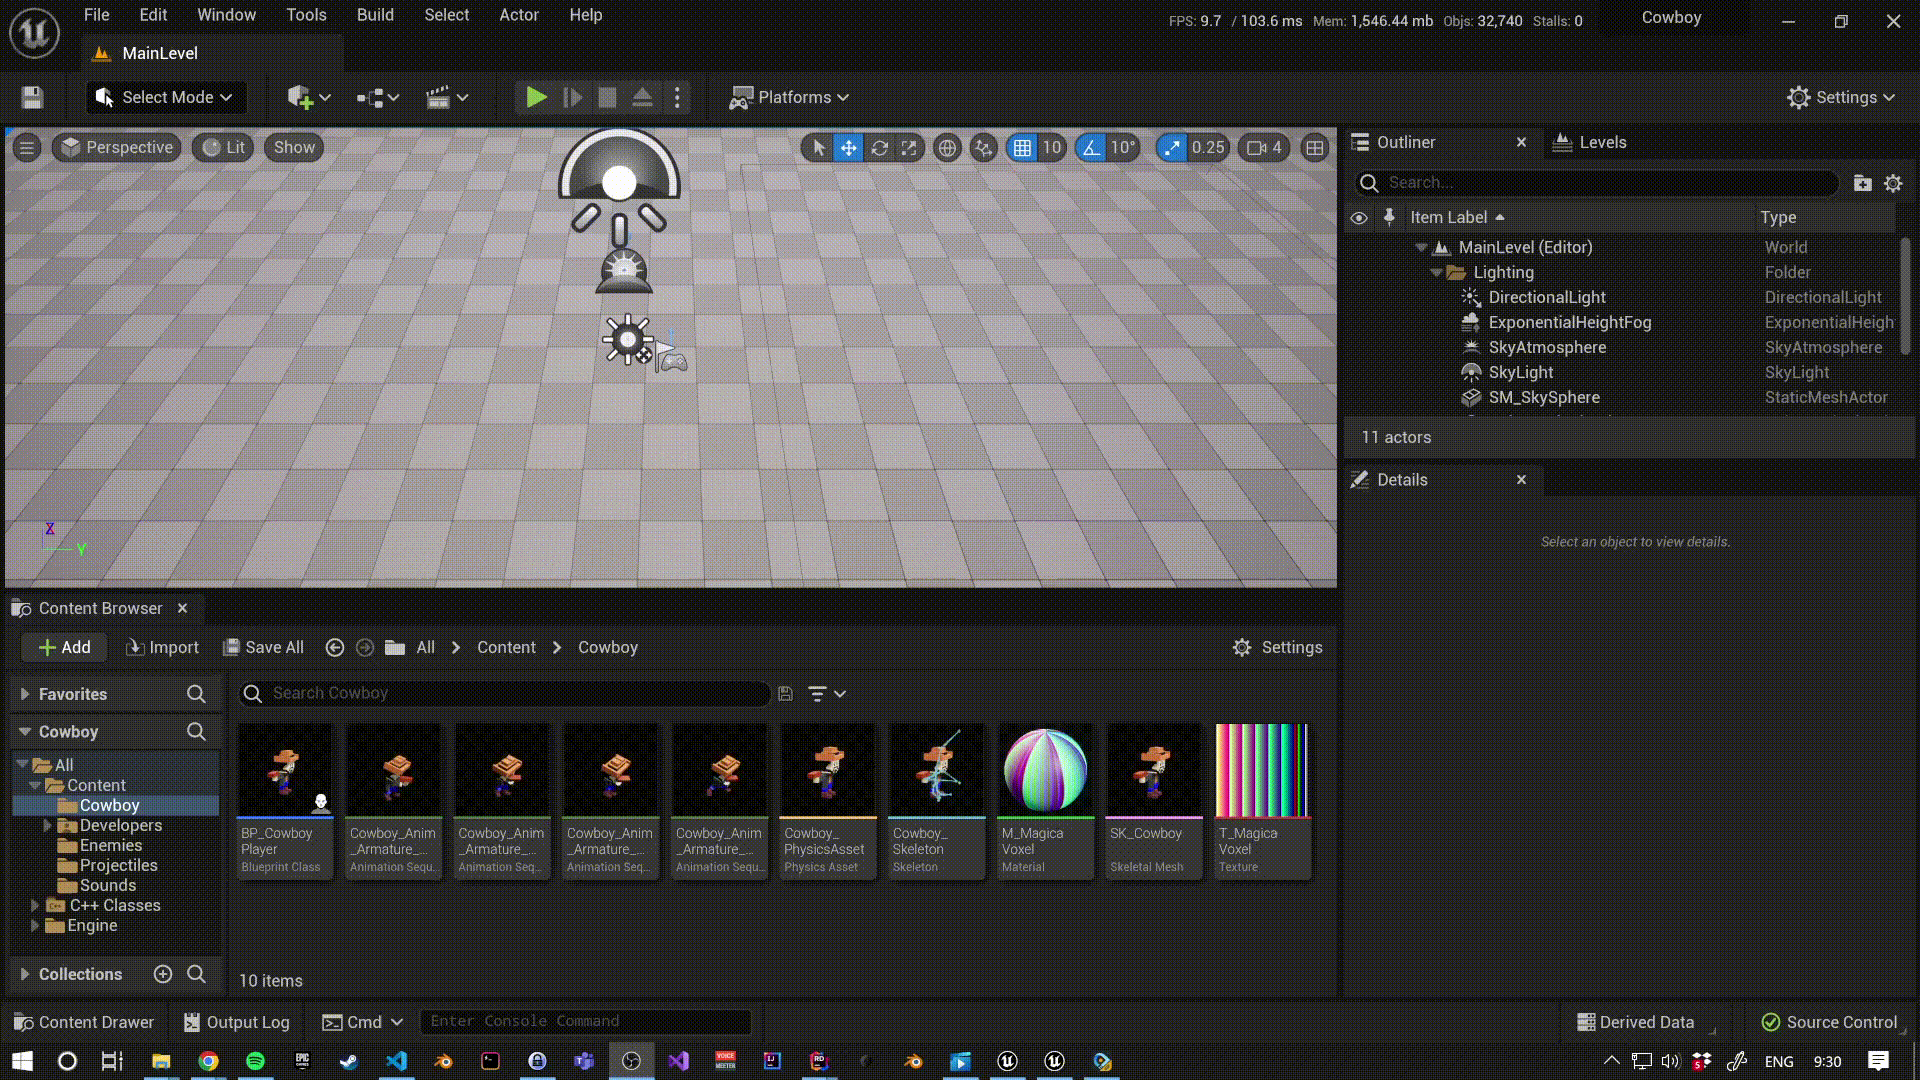 File Edit Window Tools Build Select Actor Help
FPS: 9.7 / 103.6 ms Mem: 1,546.44 mb Objs: 32,740 Stalls: 0
Cowboy
MainLevel
Select Mode
Platforms
Settings
Perspective Lit Show
10 10° 0.25 4
Z
Y
Outliner
Levels
Search...
Item Label Type
MainLevel (Editor) World
Lighting Folder
DirectionalLight DirectionalLight
ExponentialHeightFog ExponentialHeigh
SkyAtmosphere SkyAtmosphere
SkyLight SkyLight
SM_SkySphere StaticMeshActor
11 actors
Details
Select an object to view details.
Content Browser
Add Import Save All All Content Cowboy Settings
Favorites
Search Cowboy
Cowboy
All
Content
Cowboy
Developers
Enemies
Projectiles
Sounds
C++ Classes
Engine
Collections
BP_Cowboy
Player
Blueprint Class
Cowboy_Anim
_Armature_...
Animation Sequ...
Cowboy_Anim
_Armature_...
Animation Seq...
Cowboy_Anim
_Armature_...
Animation Seq...
Cowboy_Anim
_Armature_...
Animation Sequ...
Cowboy_
PhysicsAsset
Physics Asset
Cowboy_
Skeleton
Skeleton
M_Magica
Voxel
Material
SK_Cowboy
Skeletal Mesh
T_Magica
Voxel
Texture
10 items
Content Drawer Output Log Cmd Enter Console Command
Derived Data Source Control
EPIC
GAMES
VOICE
MEETER
IJ
RD
ENG 9:30